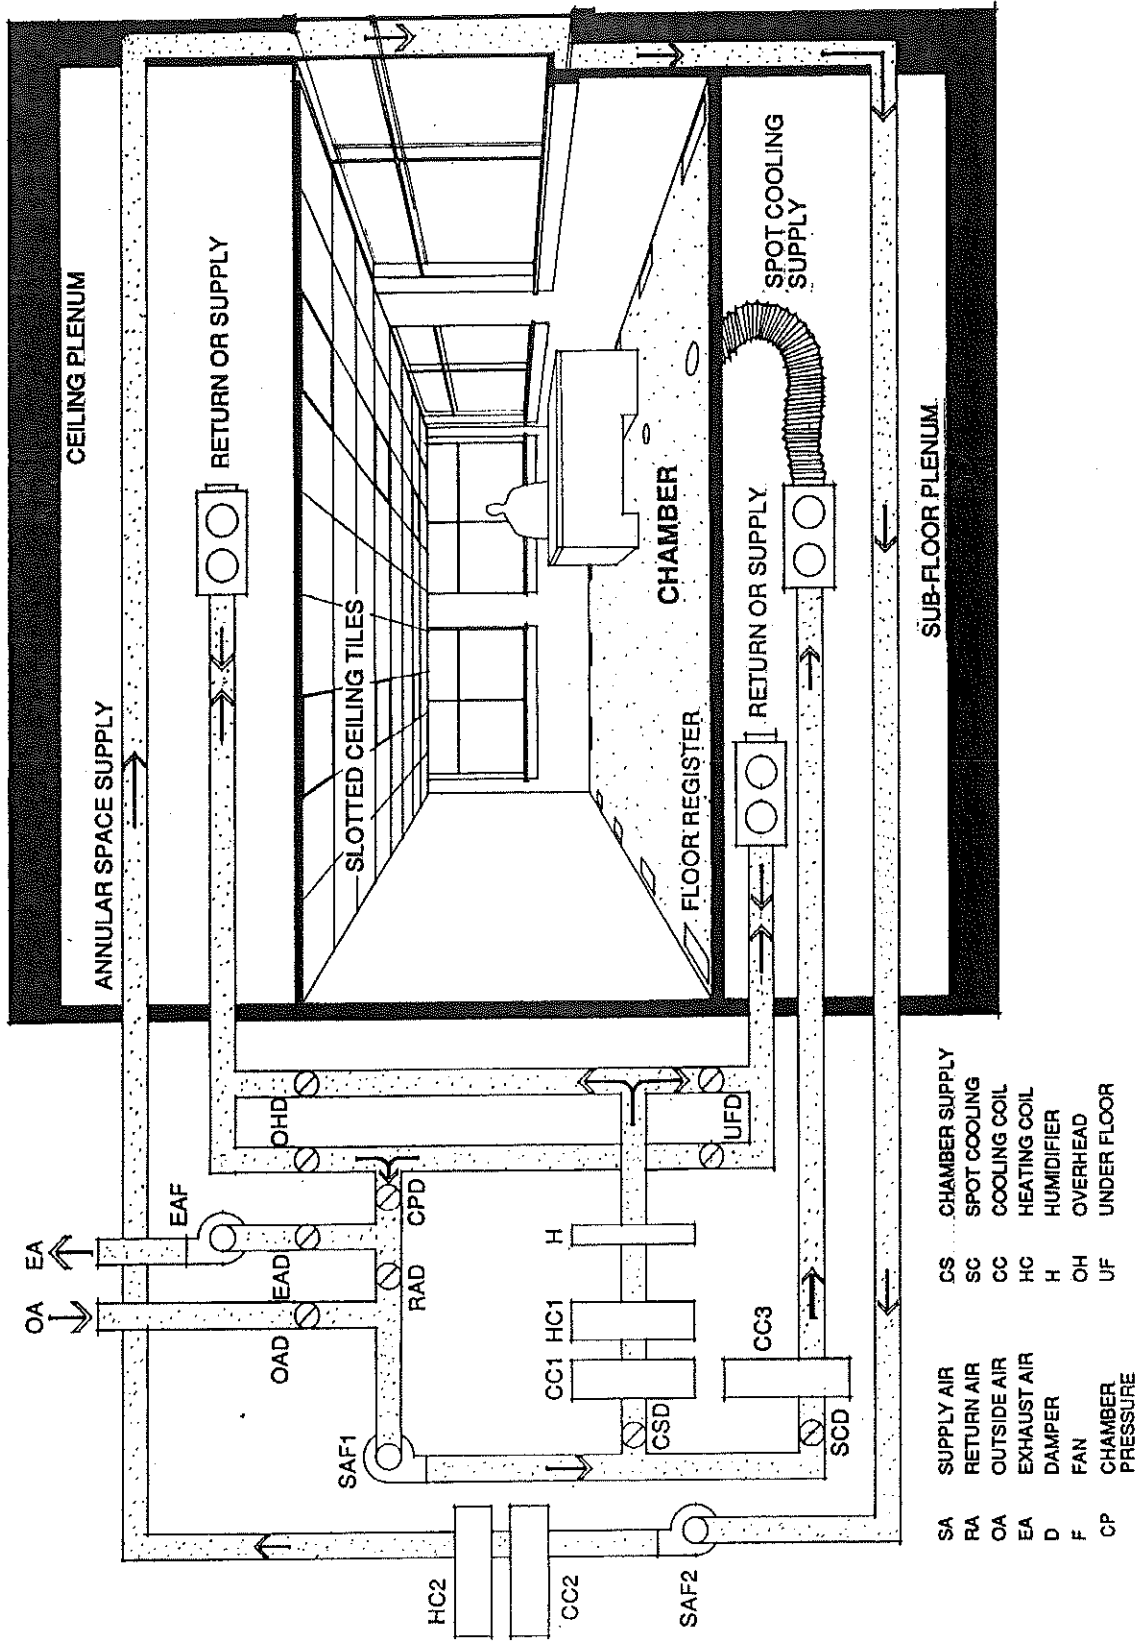 CEILING PLENUM
ANNULAR SPACE SUPPLY
RETURN OR SUPPLY
SLOTTED CEILING TILES
CHAMBER
FLOOR REGISTER
RETURN OR SUPPLY
SPOT COOLING
SUPPLY
SUB-FLOOR PLENUM
OA
EA
EAF
OHD
OAD
EAD
CPD
RAD
UFD
SAF1
CC1
HC1
H
CSD
CC3
SCD
HC2
CC2
SAF2
SA SUPPLY AIR
RA RETURN AIR
OA OUTSIDE AIR
EA EXHAUST AIR
D DAMPER
F FAN
CP CHAMBER
PRESSURE
CS CHAMBER SUPPLY
SC SPOT COOLING
CC COOLING COIL
HC HEATING COIL
H HUMIDIFIER
OH OVERHEAD
UF UNDER FLOOR